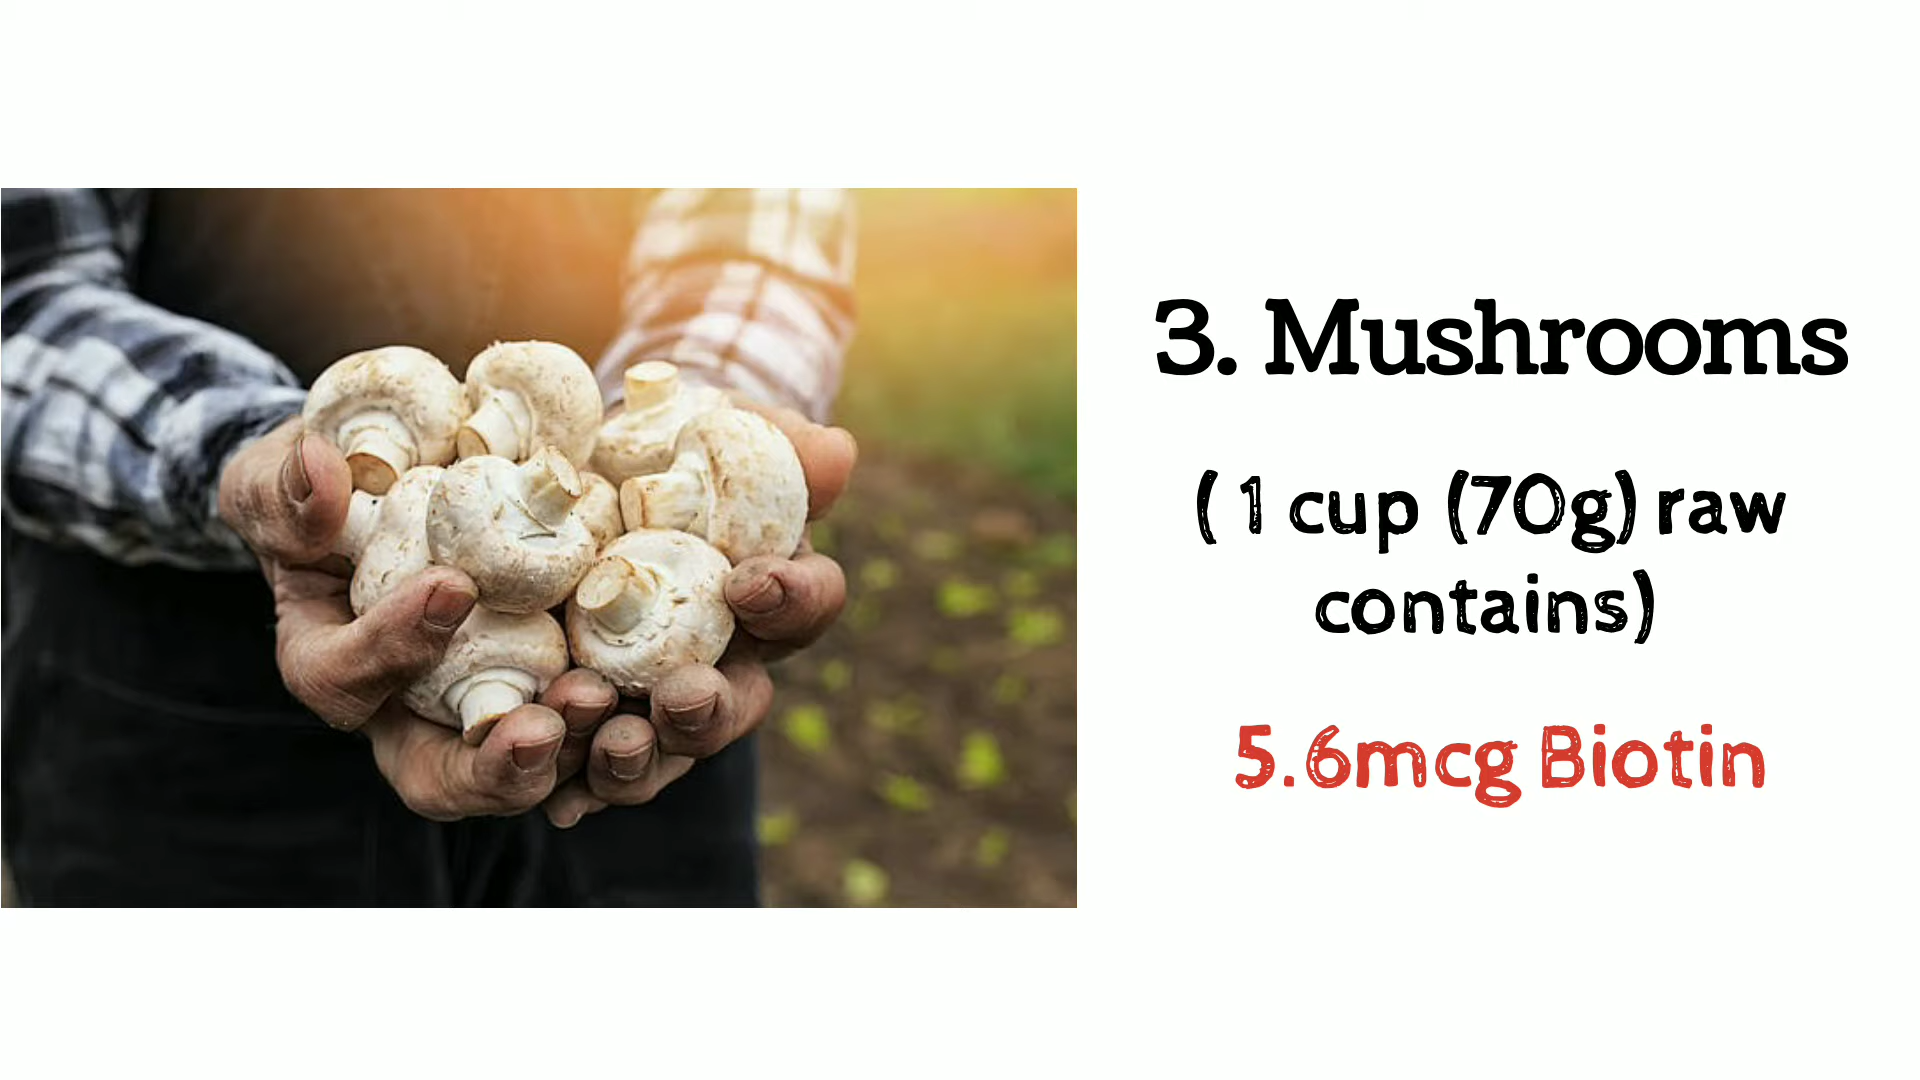 3. Mushrooms
( 1 cup (70g) raw
contains)
5.6mcg Biotin